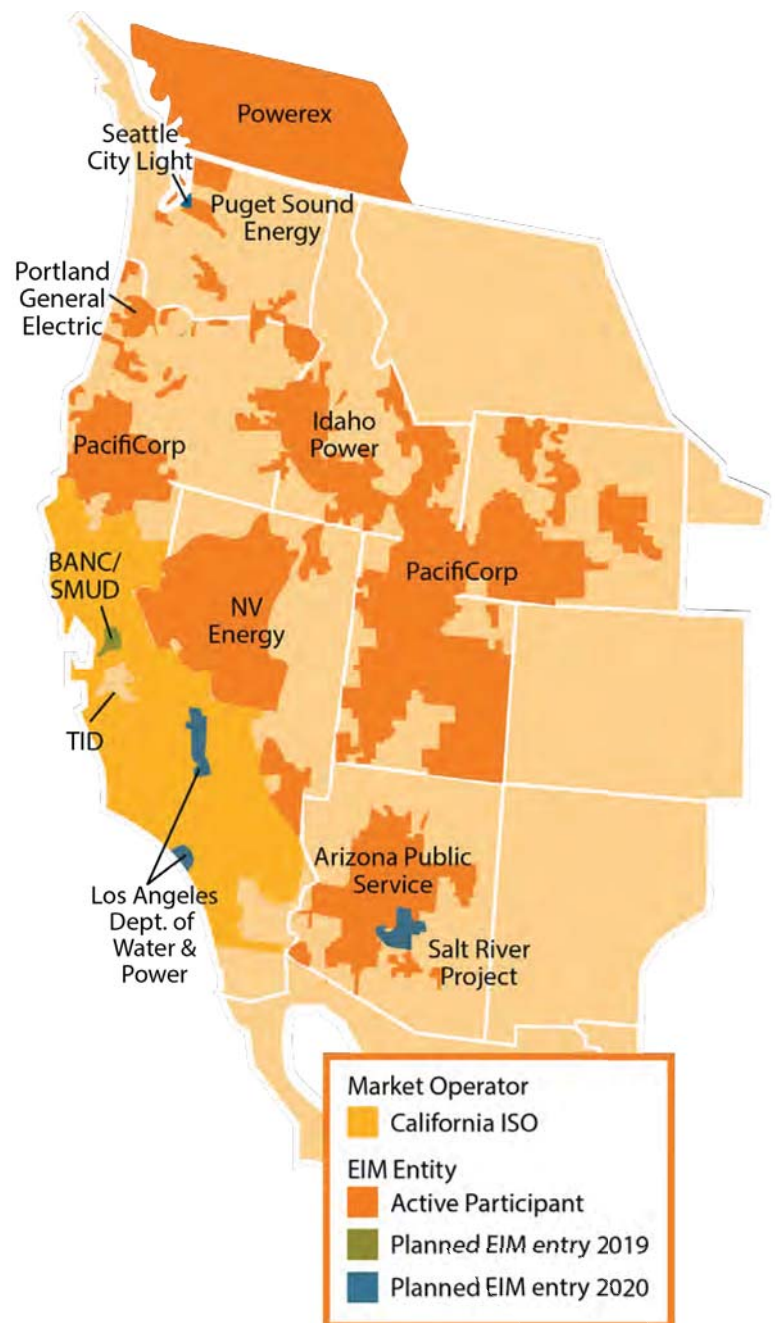 Powerex
Seattle
City Light
Puget Sound
Energy
Portland
General
Electric
PacifiCorp
Idaho
Power
BANC/
SMUD
NV
Energy
PacifiCorp
TID
Arizona Public
Service
Los Angeles
Dept. of
Water &
Power
Salt River
Project
Market Operator
California ISO
EIM Entity
Active Participant
Planned EIM entry 2019
Planned EIM entry 2020